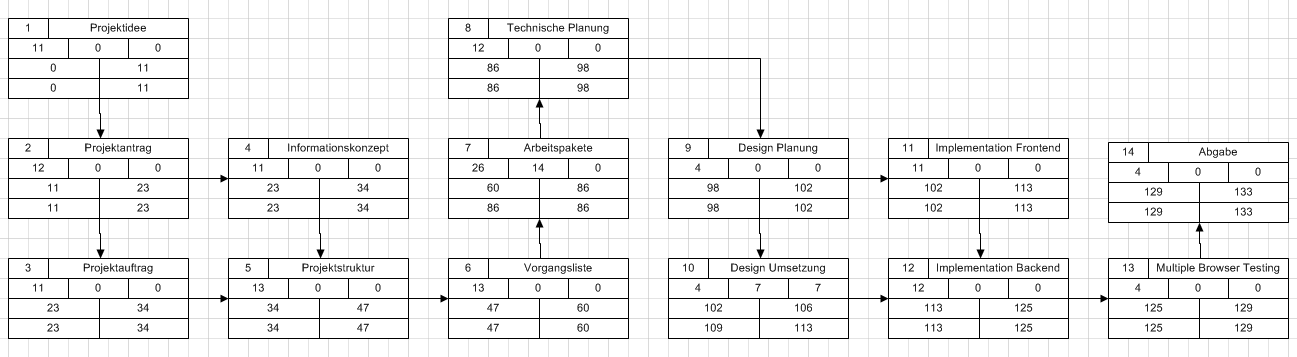 1 Projektidee
11 0 0
0 11
0 11
2 Projektantrag
12 0 0
11 23
11 23
3 Projektauftrag
11 0 0
23 34
23 34
4 Informationskonzept
11 0 0
23 34
23 34
5 Projektstruktur
13 0 0
34 47
34 47
6 Vorgangsliste
13 0 0
47 60
47 60
7 Arbeitspakete
26 14 0
60 86
86 86
8 Technische Planung
12 0 0
86 98
86 98
9 Design Planung
4 0 0
98 102
98 102
10 Design Umsetzung
4 7 7
102 106
109 113
11 Implementation Frontend
11 0 0
102 113
102 113
12 Implementation Backend
12 0 0
113 125
113 125
13 Multiple Browser Testing
4 0 0
125 129
125 129
14 Abgabe
4 0 0
129 133
129 133